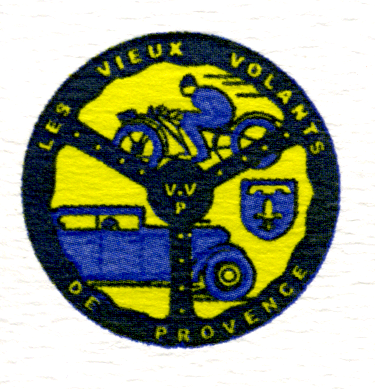 LES VIEUX VOLANTS
V.V
P
DE PROVENCE